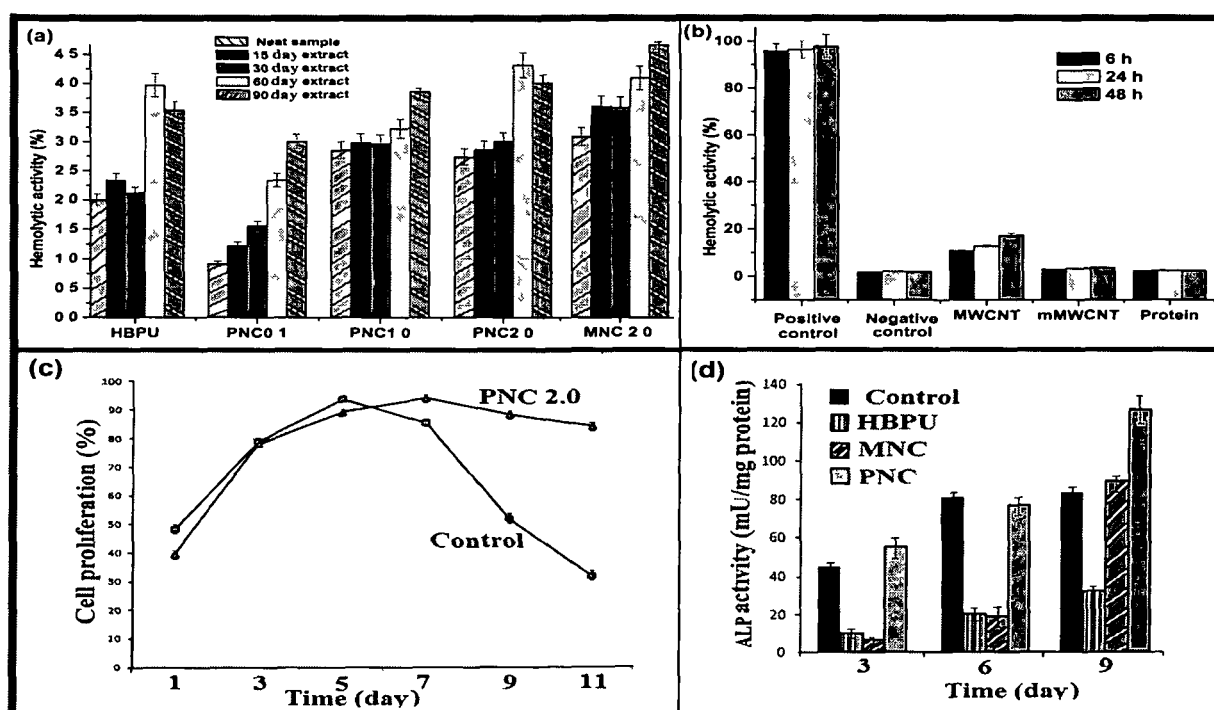 (a)
Neat sample
15 day extract
30 day extract
60 day extract
90 day extract
Hemolytic activity (%)
4 5
4 0
3 5
3 0
2 5
2 0
1 5
1 0
0 5
0 0
HBPU PNC0 1 PNC1 0 PNC2 0 MNC 2 0
(b)
6 h
24 h
48 h
Hemolytic activity (%)
100
80
60
40
20
0
Positive control Negative control MWCNT mMWCNT Protein
(c)
PNC 2.0
Control
Cell proliferation (%)
100
90
80
70
60
50
40
30
20
10
0
1 3 5 7 9 11
Time (day)
(d)
Control
HBPU
MNC
PNC
ALP activity (mU/mg protein)
140
120
100
80
60
40
20
0
3 6 9
Time (day)